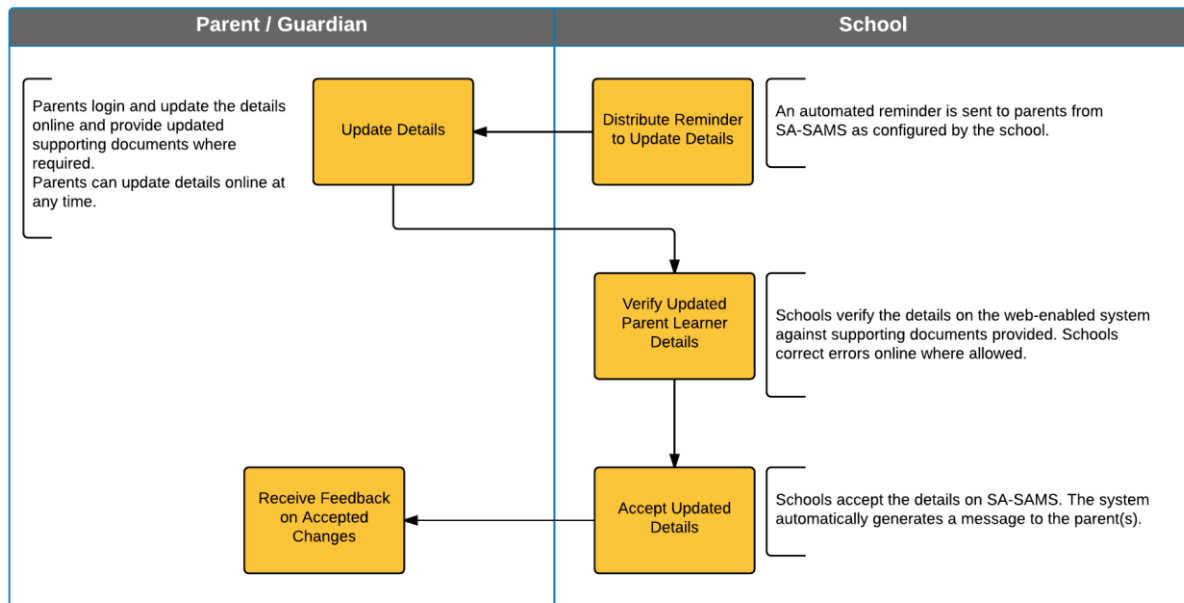 Parent / Guardian
School
Parents login and update the details
online and provide updated
supporting documents where
required.
Parents can update details online at
any time.
Update Details
Distribute Reminder
to Update Details
An automated reminder is sent to parents from
SA-SAMS as configured by the school.
Verify Updated
Parent Learner
Details
Schools verify the details on the web-enabled system
against supporting documents provided. Schools
correct errors online where allowed.
Receive Feedback
on Accepted
Changes
Accept Updated
Details
Schools accept the details on SA-SAMS. The system
automatically generates a message to the parent(s).